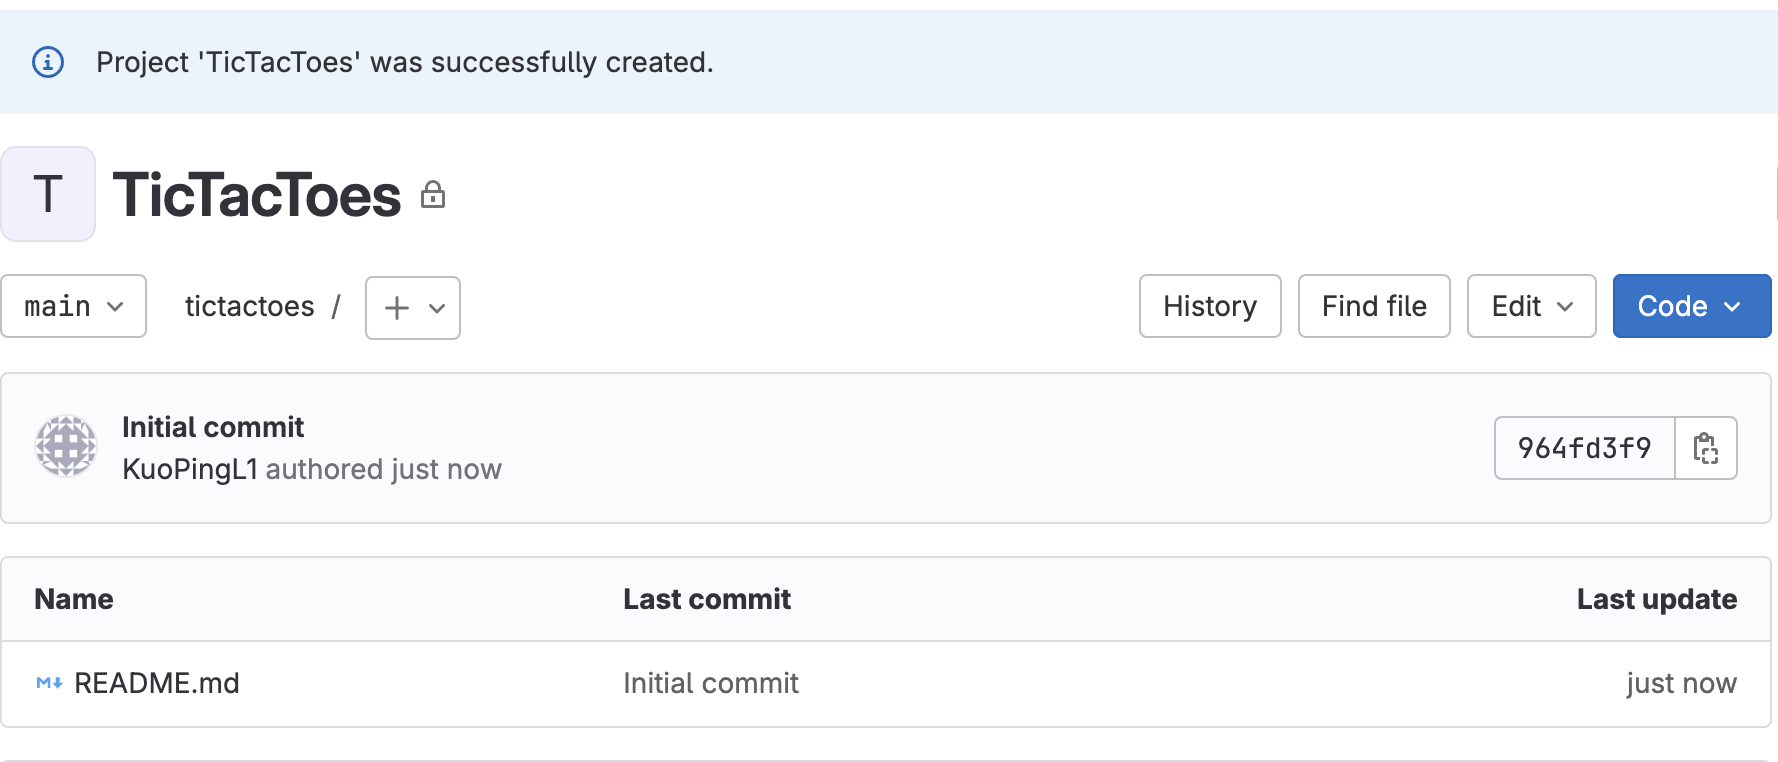 Project 'TicTacToes' was successfully created.
T TicTacToes
main tictactoes / History Find file Edit Code
Initial commit
KuoPingL1 authored just now
964fd3f9
Name Last commit Last update
README.md Initial commit just now